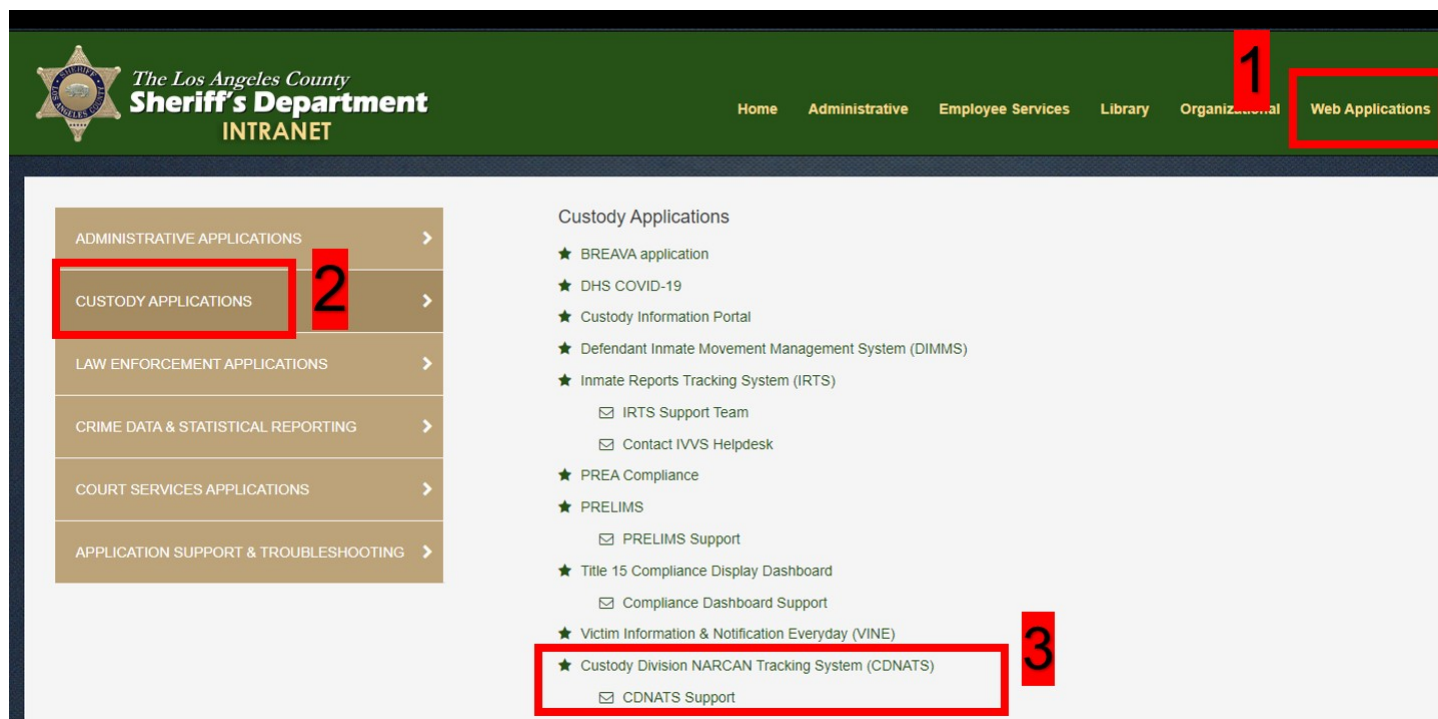 The Los Angeles County
Sheriff's Department
INTRANET
1
Home Administrative Employee Services Library Organizational Web Applications
ADMINISTRATIVE APPLICATIONS
CUSTODY APPLICATIONS
2
LAW ENFORCEMENT APPLICATIONS
CRIME DATA & STATISTICAL REPORTING
COURT SERVICES APPLICATIONS
APPLICATION SUPPORT & TROUBLESHOOTING
Custody Applications
BREAVA application
DHS COVID-19
Custody Information Portal
Defendant Inmate Movement Management System (DIMMS)
Inmate Reports Tracking System (IRTS)
IRTS Support Team
Contact IVVS Helpdesk
PREA Compliance
PRELIMS
PRELIMS Support
Title 15 Compliance Display Dashboard
Compliance Dashboard Support
Victim Information & Notification Everyday (VINE)
Custody Division NARCAN Tracking System (CDNATS)
CDNATS Support
3